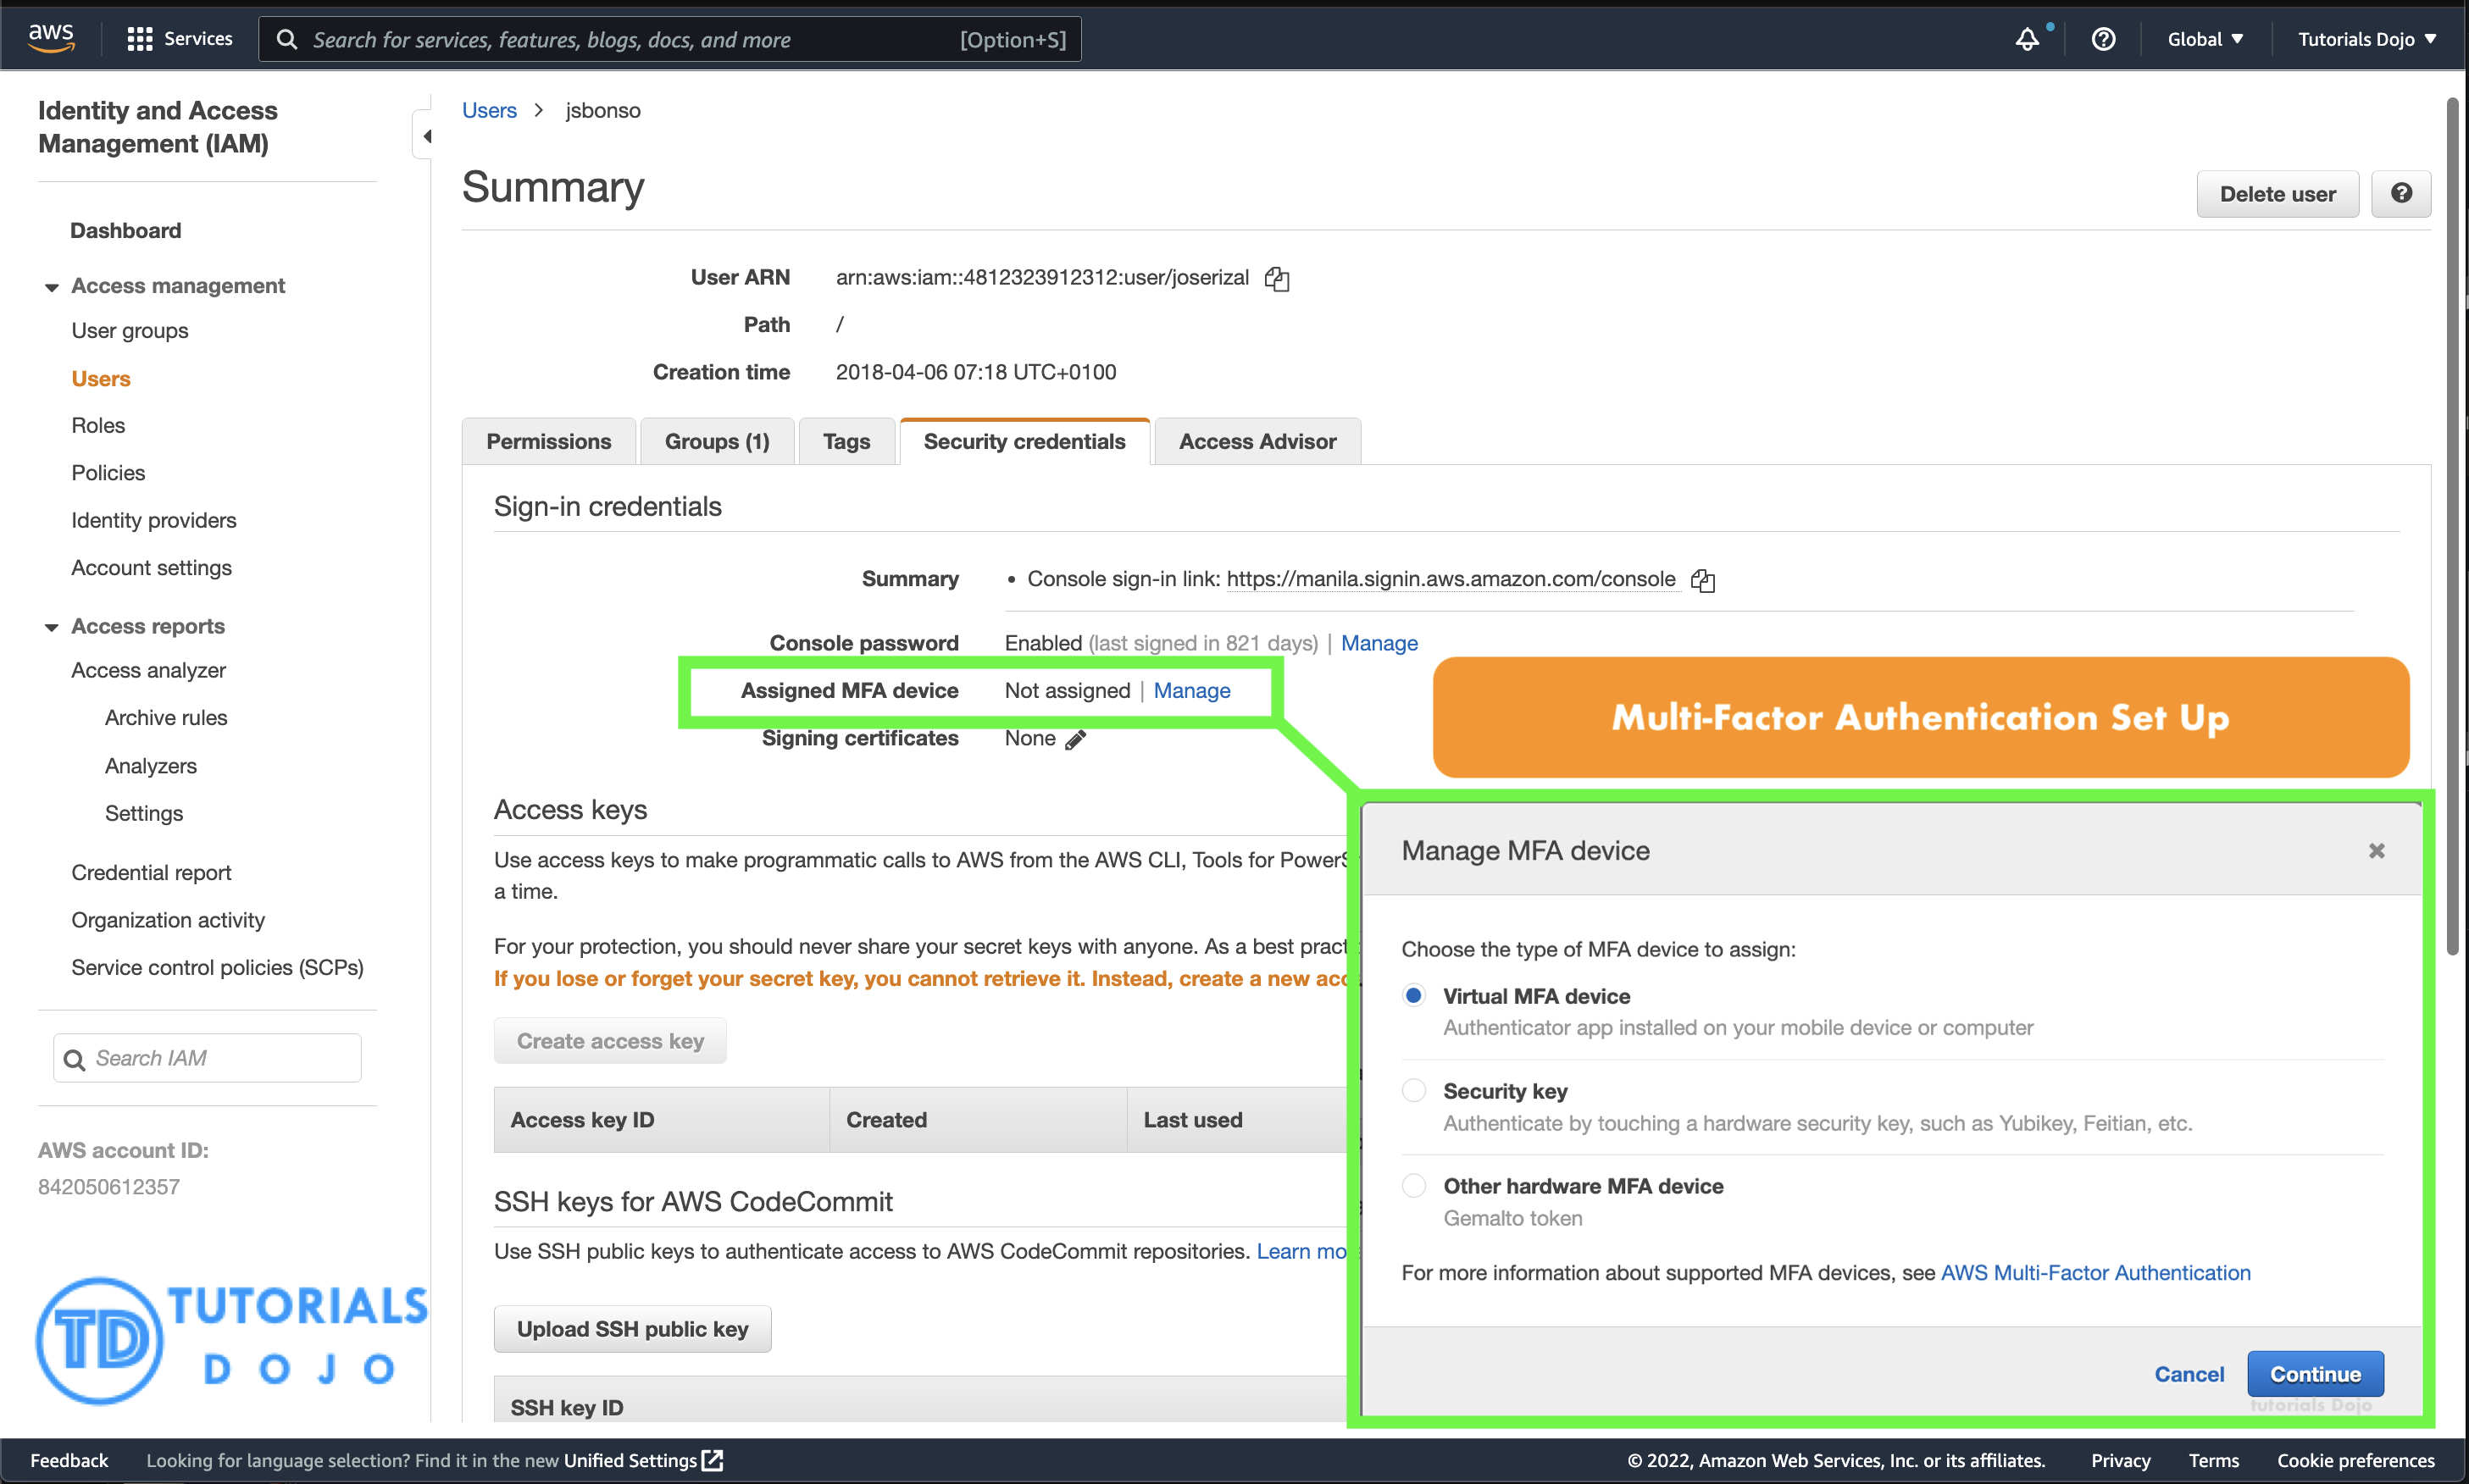 aws
Services
Search for services, features, blogs, docs, and more
[Option+S]
Global
Tutorials Dojo
Identity and Access
Management (IAM)
Dashboard
Access management
User groups
Users
Roles
Policies
Identity providers
Account settings
Access reports
Access analyzer
Archive rules
Analyzers
Settings
Credential report
Organization activity
Service control policies (SCPs)
Search IAM
AWS account ID:
842050612357
TD TUTORIALS
DOJO
Users > jsbonso
Summary
Delete user
User ARN arn:aws:iam::4812323912312:user/joserizal
Path /
Creation time 2018-04-06 07:18 UTC+0100
Permissions
Groups (1)
Tags
Security credentials
Access Advisor
Sign-in credentials
Summary • Console sign-in link: https://manila.signin.aws.amazon.com/console
Console password Enabled (last signed in 821 days) | Manage
Assigned MFA device Not assigned | Manage
Signing certificates None
Multi-Factor Authentication Set Up
Access keys
Use access keys to make programmatic calls to AWS from the AWS CLI, Tools for
a time.
For your protection, you should never share your secret keys with anyone. As a best
If you lose or forget your secret key, you cannot retrieve it. Instead, create a new
Create access key
Access key ID Created Last used
SSH keys for AWS CodeCommit
Use SSH public keys to authenticate access to AWS CodeCommit repositories. Learn
Upload SSH public key
SSH key ID
Manage MFA device
Choose the type of MFA device to assign:
Virtual MFA device
Authenticator app installed on your mobile device or computer
Security key
Authenticate by touching a hardware security key, such as Yubikey, Feitian, etc.
Other hardware MFA device
Gemalto token
For more information about supported MFA devices, see AWS Multi-Factor Authentication
Cancel
Continue
tutorials Dojo
Feedback
Looking for language selection? Find it in the new Unified Settings
© 2022, Amazon Web Services, Inc. or its affiliates.
Privacy
Terms
Cookie preferences